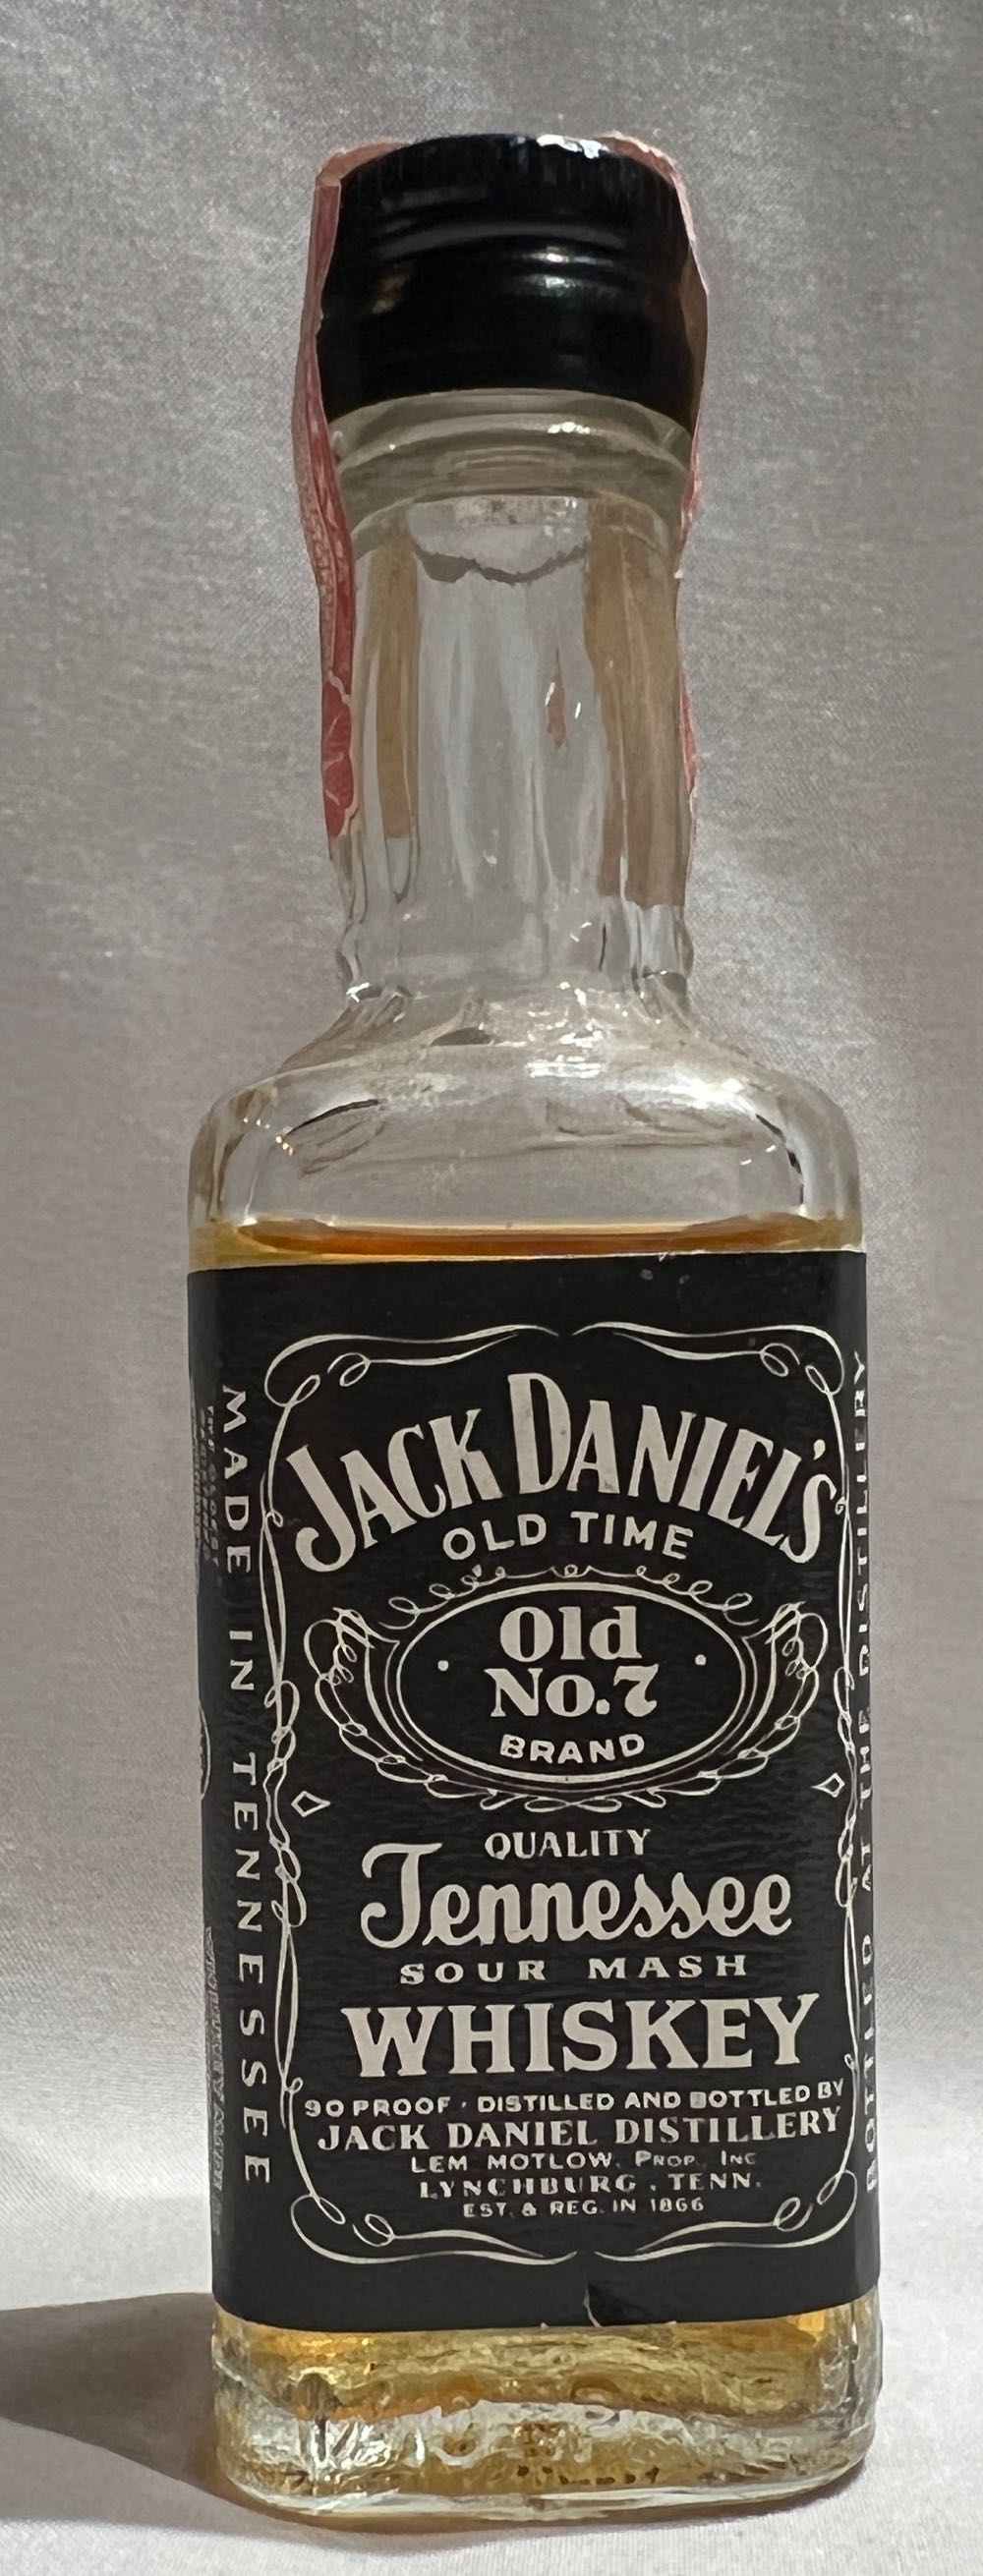 JACK DANIEL'S
OLD TIME
Old
No.7
BRAND
QUALITY
Tennessee
SOUR MASH
WHISKEY
90 PROOF · DISTILLED AND BOTTLED BY
JACK DANIEL DISTILLERY
LEM MOTLOW, PROP. INC
LYNCHBURG, TENN.
EST. & REG. IN 1866
MADE IN TENNESSEE
BOTTLED AT THE DISTILLERY